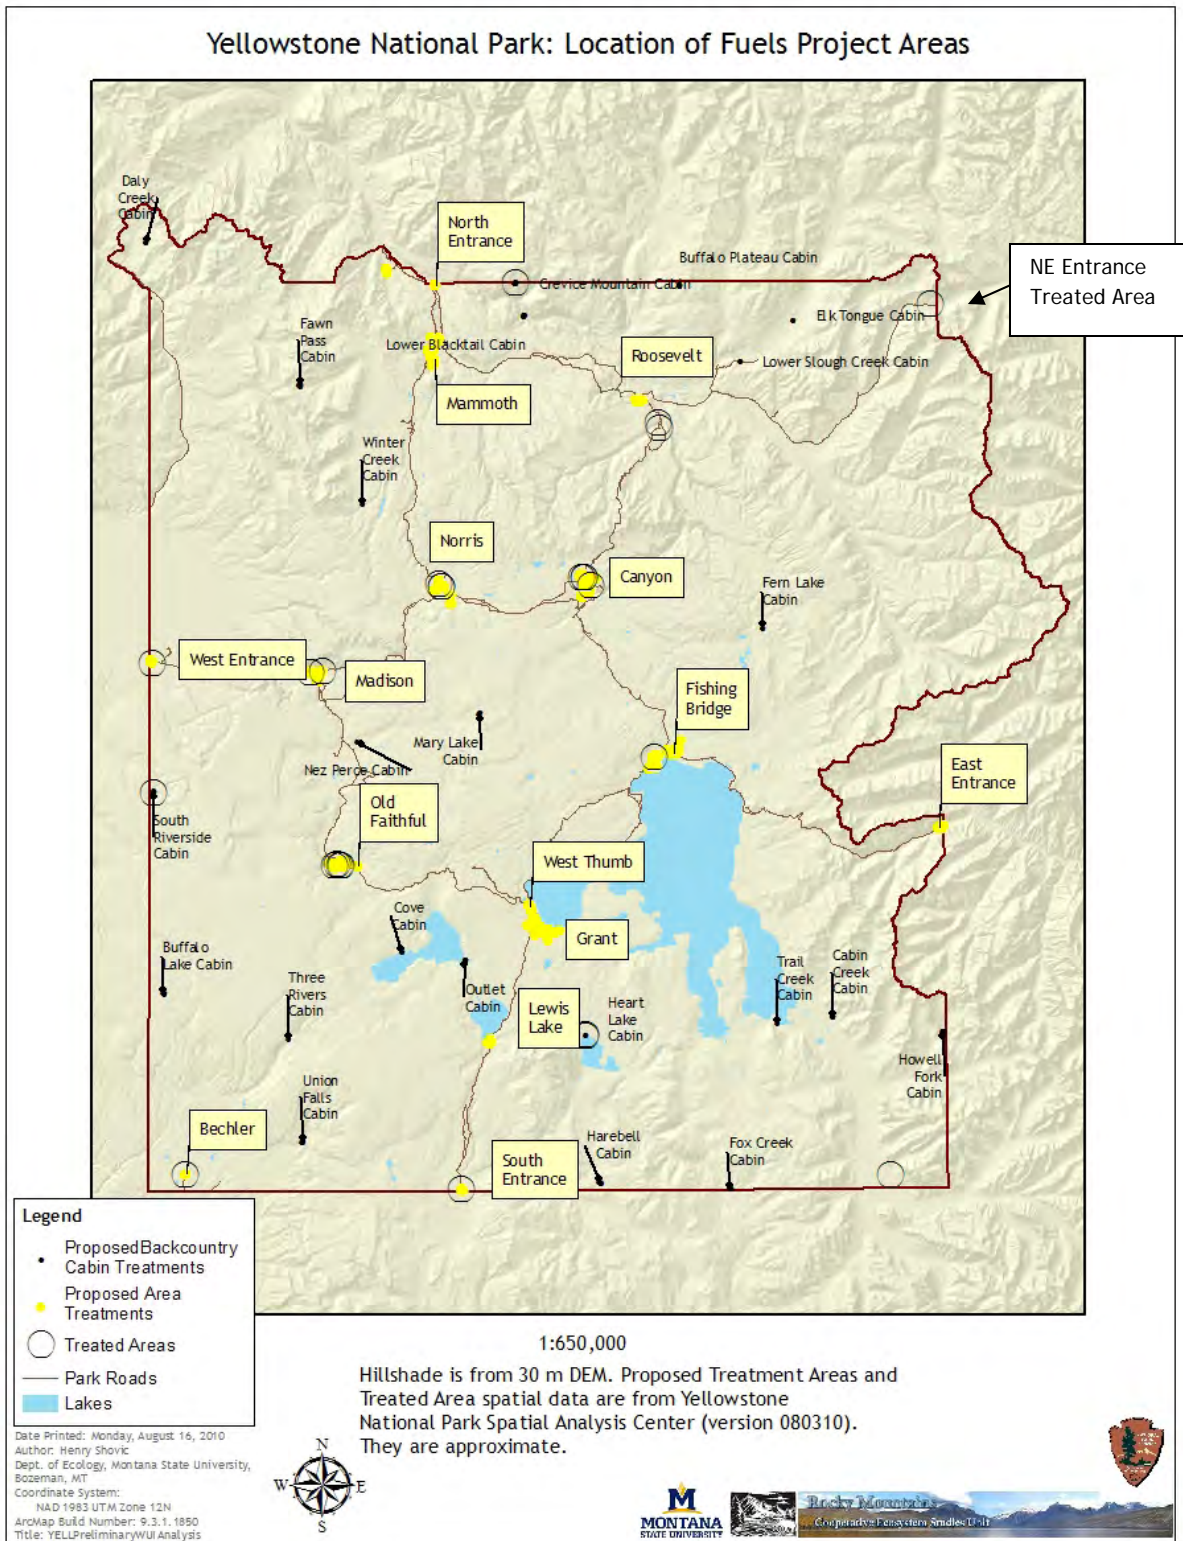 Yellowstone National Park: Location of Fuels Project Areas
Daly
Creek
Cabin
North
Entrance
Buffalo Plateau Cabin
NE Entrance
Treated Area
Crevice Mountain Cabin
Elk Tongue Cabin
Fawn
Pass
Cabin
Lower Blacktail Cabin
Roosevelt
Lower Slough Creek Cabin
Mammoth
Winter
Creek
Cabin
Norris
Canyon
Fern Lake
Cabin
West Entrance
Madison
Fishing
Bridge
Mary Lake
Cabin
Nez Perce Cabin
East
Entrance
Old
Faithful
South
Riverside
Cabin
West Thumb
Cove
Cabin
Grant
Buffalo
Lake Cabin
Three
Rivers
Cabin
Outlet
Cabin
Lewis
Lake
Heart
Lake
Cabin
Trail
Creek
Cabin
Cabin
Creek
Cabin
Howell
Fork
Cabin
Union
Falls
Cabin
Bechler
South
Entrance
Harebell
Cabin
Fox Creek
Cabin
Legend
Proposed Backcountry
Cabin Treatments
Proposed Area
Treatments
Treated Areas
Park Roads
Lakes
1:650,000
Hillshade is from 30 m DEM. Proposed Treatment Areas and
Treated Area spatial data are from Yellowstone
National Park Spatial Analysis Center (version 080310).
They are approximate.
Date Printed: Monday, August 16, 2010
Author: Henry Shovic
Dept. of Ecology, Montana State University,
Bozeman, MT
Coordinate System:
NAD 1983 UTM Zone 12N
ArcMap Build Number: 9.3.1.1850
Title: YELLPreliminaryWUIAnalysis
N
W
E
S
M
MONTANA
STATE UNIVERSITY
Rocky Mountains
Cooperative Ecosystem Studies Unit